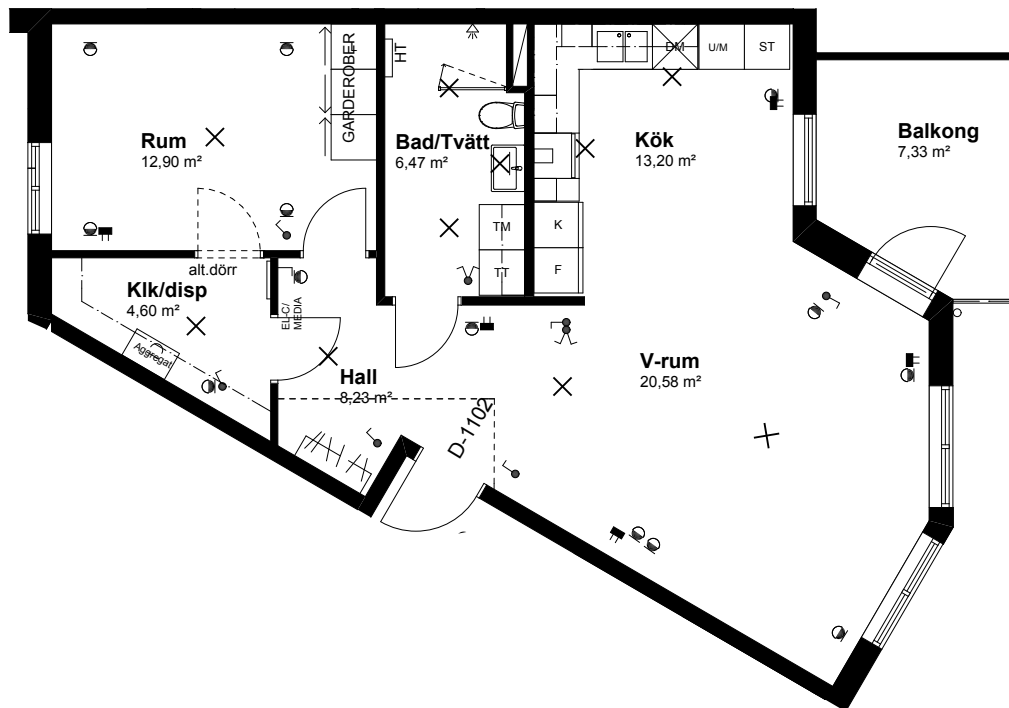 GARDEROBER
HT
DM
U/M
ST
Rum
12,90 m²
Bad/Tvätt
6,47 m²
Kök
13,20 m²
Balkong
7,33 m²
TM
TT
K
F
alt.dörr
Klk/disp
4,60 m²
EL-C/
MEDIA
Aggregat
Hall
8,23 m²
D-1102
V-rum
20,58 m²